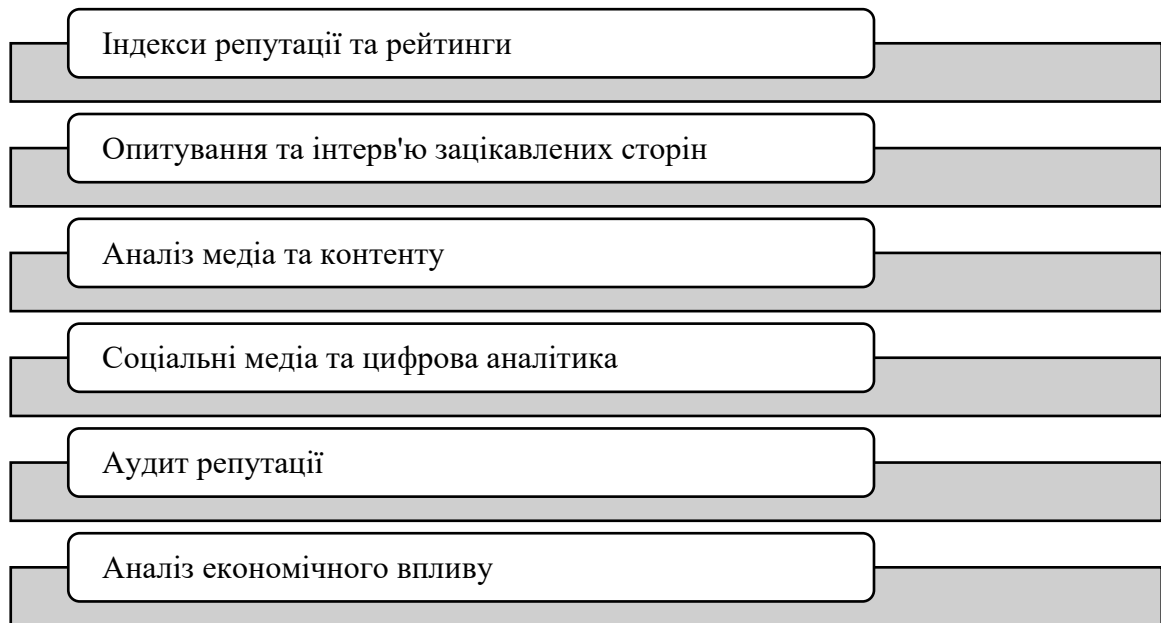 Індекси репутації та рейтинги
Опитування та інтерв'ю зацікавлених сторін
Аналіз медіа та контенту
Соціальні медіа та цифрова аналітика
Аудит репутації
Аналіз економічного впливу